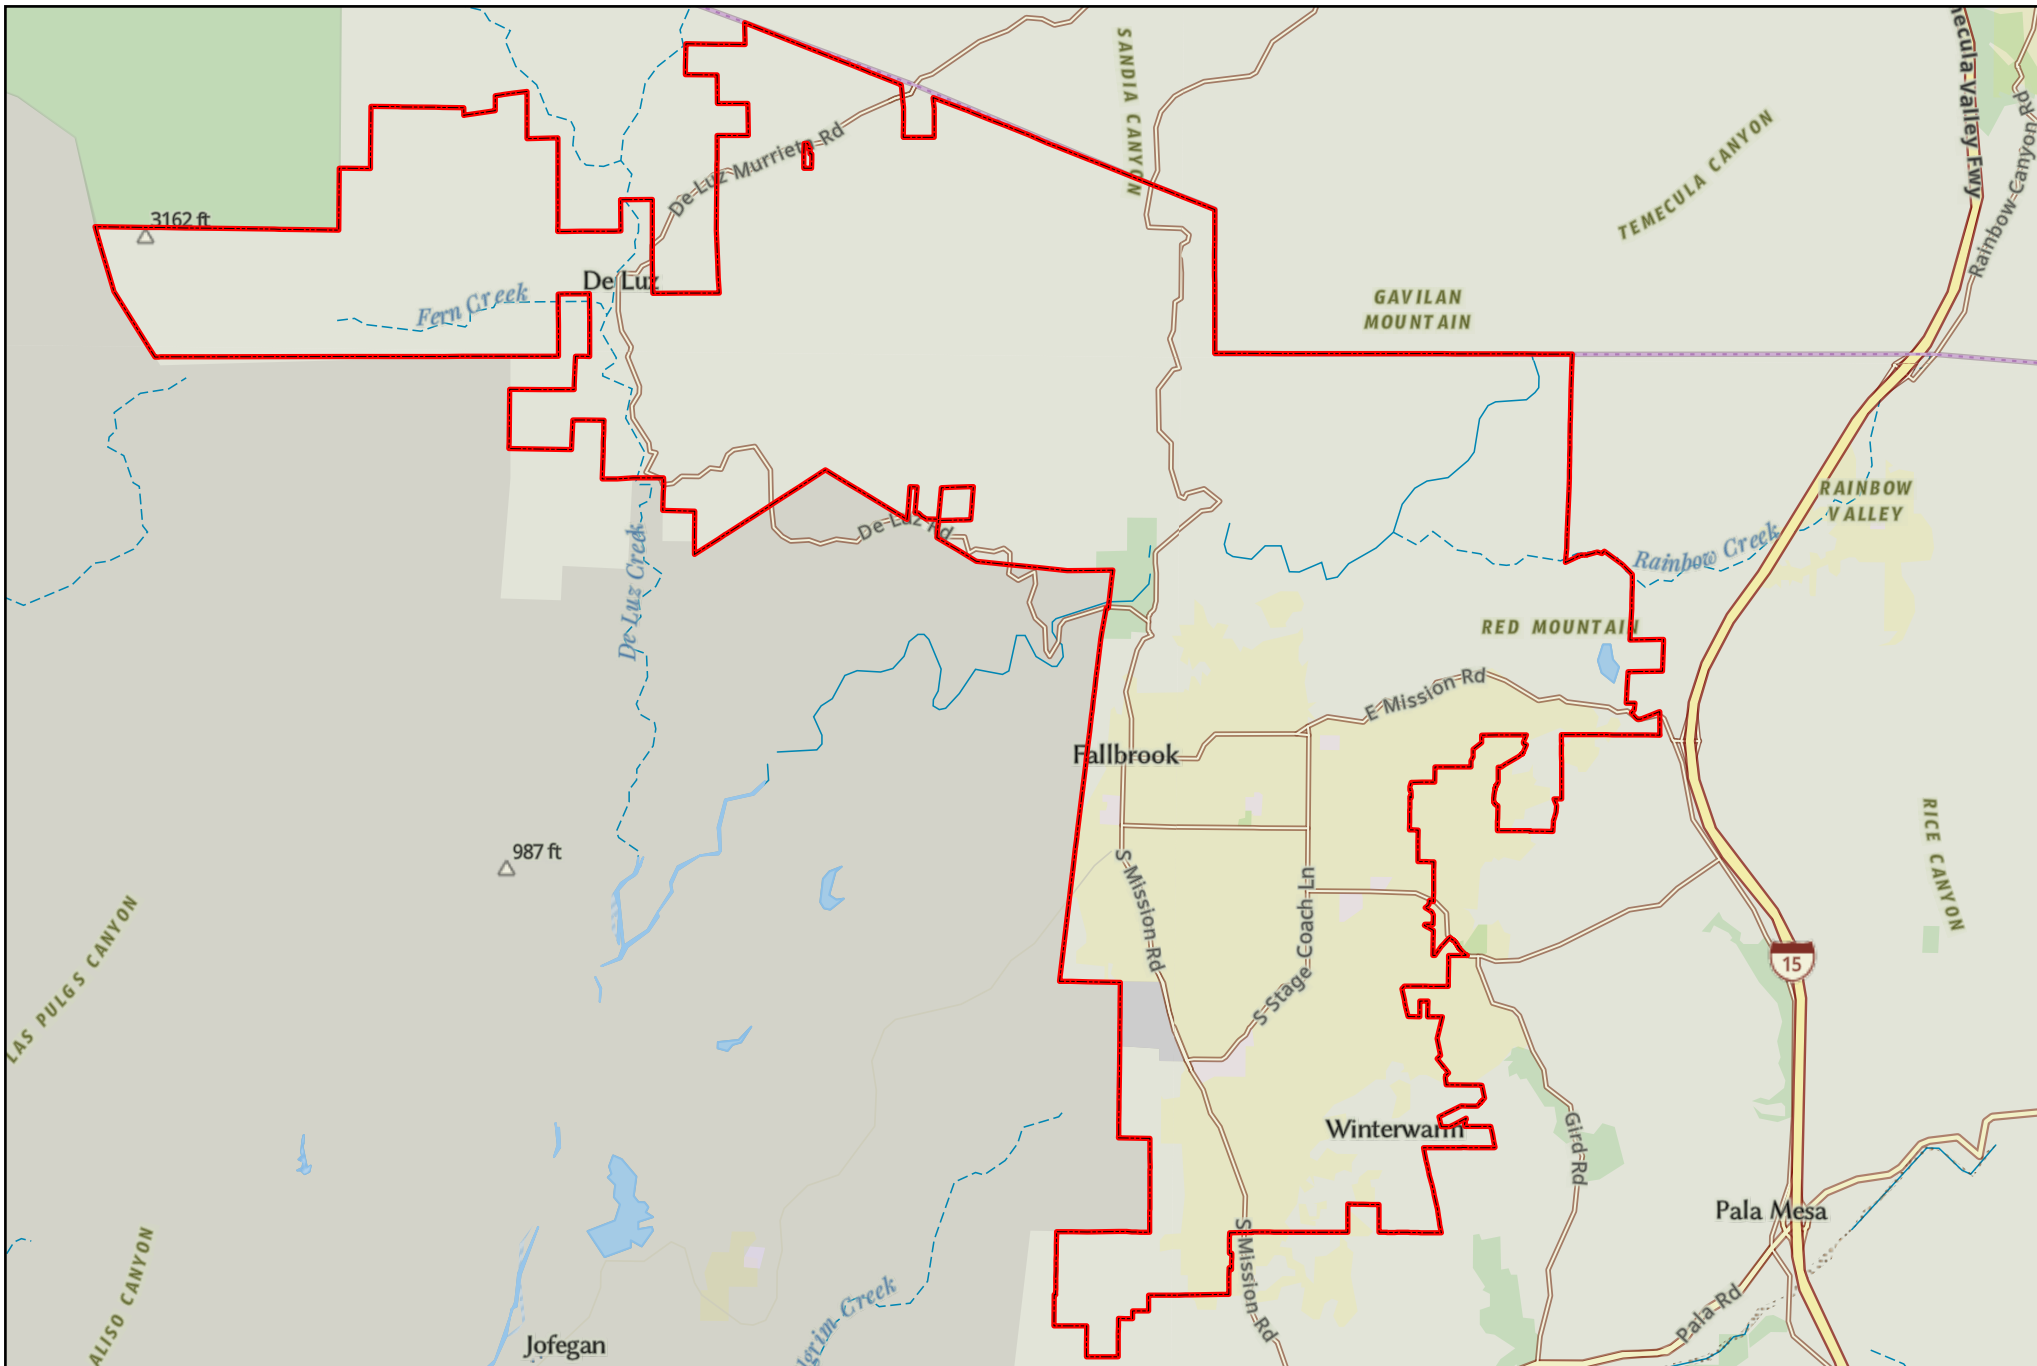 SANDIA CANYON
Temecula Valley Fwy
Rainbow Canyon Rd
TEMECULA CANYON
De Luz Murrieta Rd
3162 ft
De Luz
Fern Creek
GAVILAN
MOUNTAIN
RAINBOW
VALLEY
De Luz Rd
Rainbow Creek
De Luz Creek
RED MOUNTAIN
E Mission Rd
Fallbrook
987 ft
S Mission Rd
S Stage Coach Ln
RICE CANYON
LAS PULGS CANYON
15
Winterwarm
Gird Rd
Pala Mesa
S Mission Rd
ALISO CANYON
Creek
Pala Rd
Jofegan